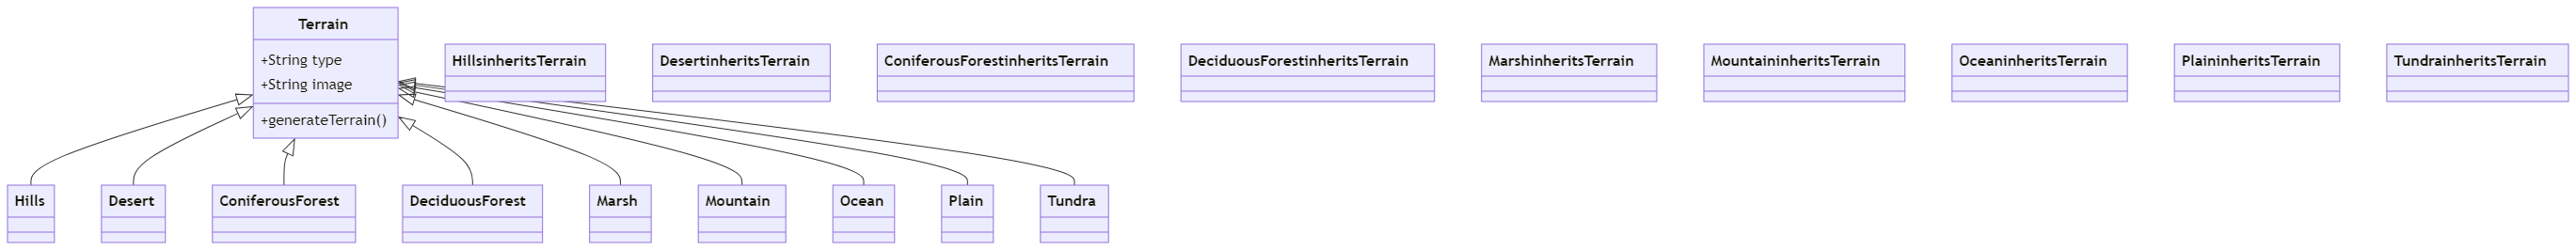 Terrain
+String type
+String image
+generateTerrain()
HillsinheritsTerrain
DesertinheritsTerrain
ConiferousForestinheritsTerrain
DeciduousForestinheritsTerrain
MarshinheritsTerrain
MountaininheritsTerrain
OceaninheritsTerrain
PlaininheritsTerrain
TundrainheritsTerrain
Hills
Desert
ConiferousForest
DeciduousForest
Marsh
Mountain
Ocean
Plain
Tundra